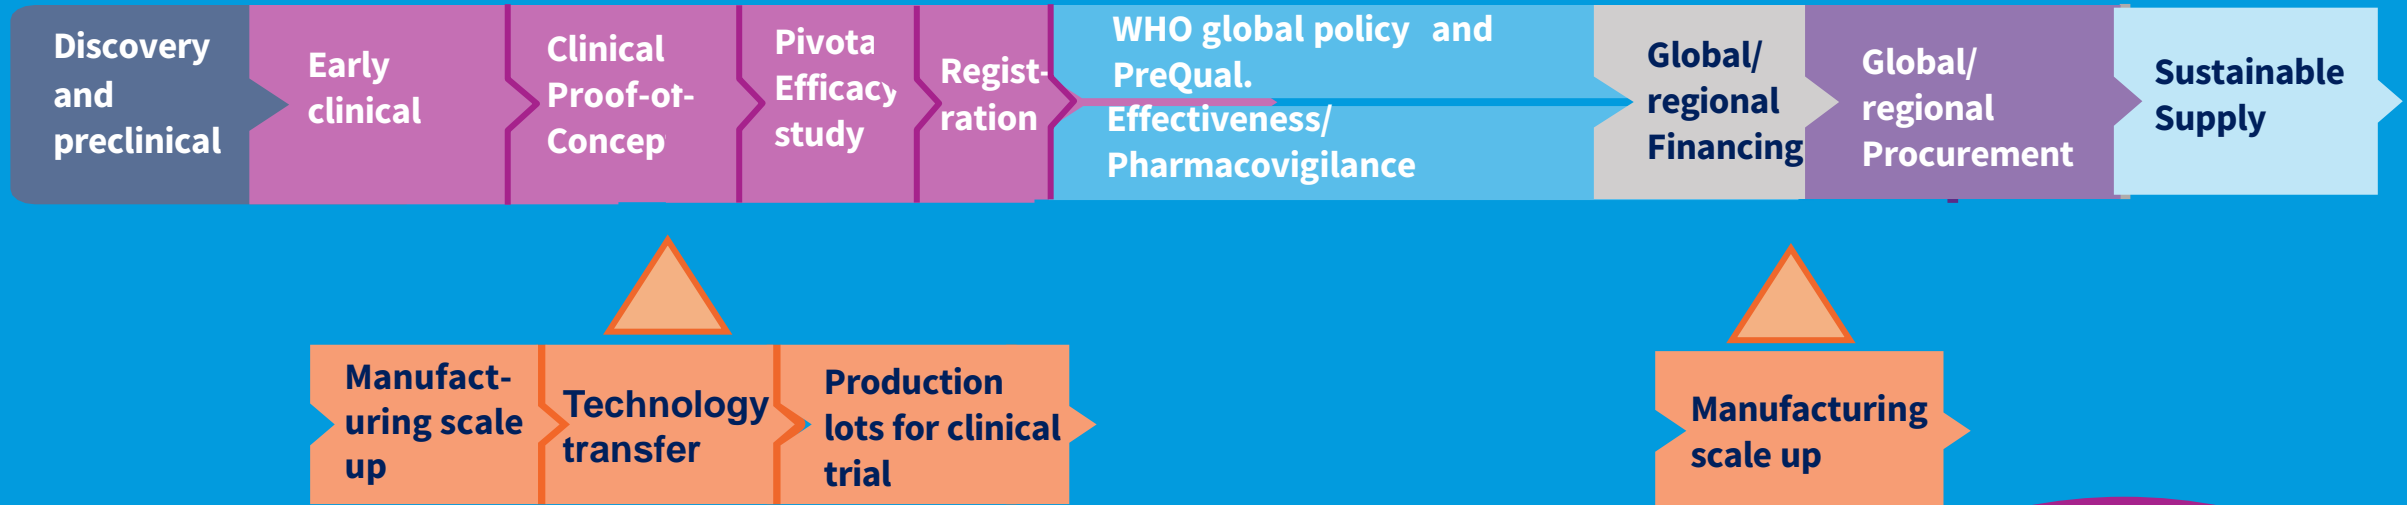 Discovery
and
preclinical
Early
clinical
Clinical
Proof-of-
Concep
Pivota
Efficacy
study
Regist-
ration
WHO global policy and
PreQual.
Effectiveness/
Pharmacovigilance
Global/
regional
Financing
Global/
regional
Procurement
Sustainable
Supply
Manufact-
uring scale
up
Technology
transfer
Production
lots for clinical
trial
Manufacturing
scale up